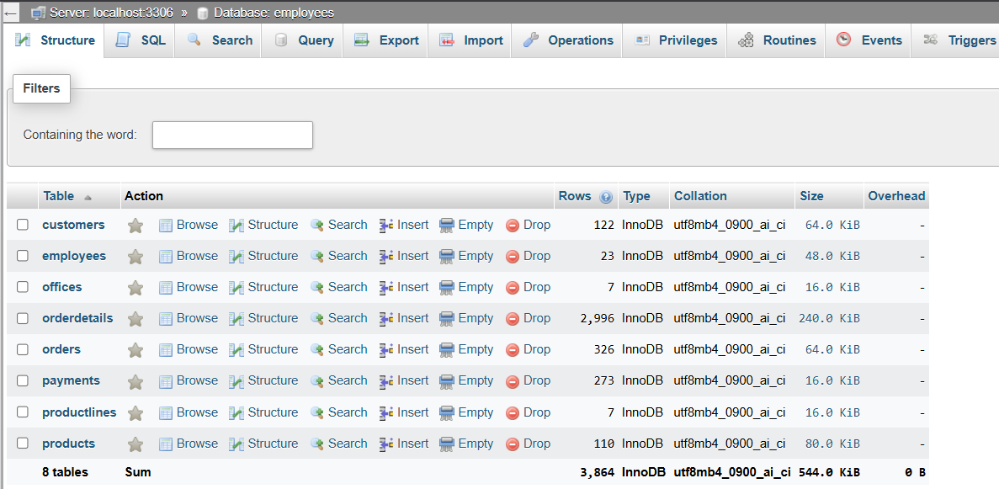 ← Server: localhost:3306 » Database: employees
Structure SQL Search Query Export Import Operations Privileges Routines Events Triggers
Filters
Containing the word:
Table Action Rows Type Collation Size Overhead
customers Browse Structure Search Insert Empty Drop 122 InnoDB utf8mb4_0900_ai_ci 64.0 KiB -
employees Browse Structure Search Insert Empty Drop 23 InnoDB utf8mb4_0900_ai_ci 48.0 KiB -
offices Browse Structure Search Insert Empty Drop 7 InnoDB utf8mb4_0900_ai_ci 16.0 KiB -
orderdetails Browse Structure Search Insert Empty Drop 2,996 InnoDB utf8mb4_0900_ai_ci 240.0 KiB -
orders Browse Structure Search Insert Empty Drop 326 InnoDB utf8mb4_0900_ai_ci 64.0 KiB -
payments Browse Structure Search Insert Empty Drop 273 InnoDB utf8mb4_0900_ai_ci 16.0 KiB -
productlines Browse Structure Search Insert Empty Drop 7 InnoDB utf8mb4_0900_ai_ci 16.0 KiB -
products Browse Structure Search Insert Empty Drop 110 InnoDB utf8mb4_0900_ai_ci 80.0 KiB -
8 tables Sum 3,864 InnoDB utf8mb4_0900_ai_ci 544.0 KiB 0 B